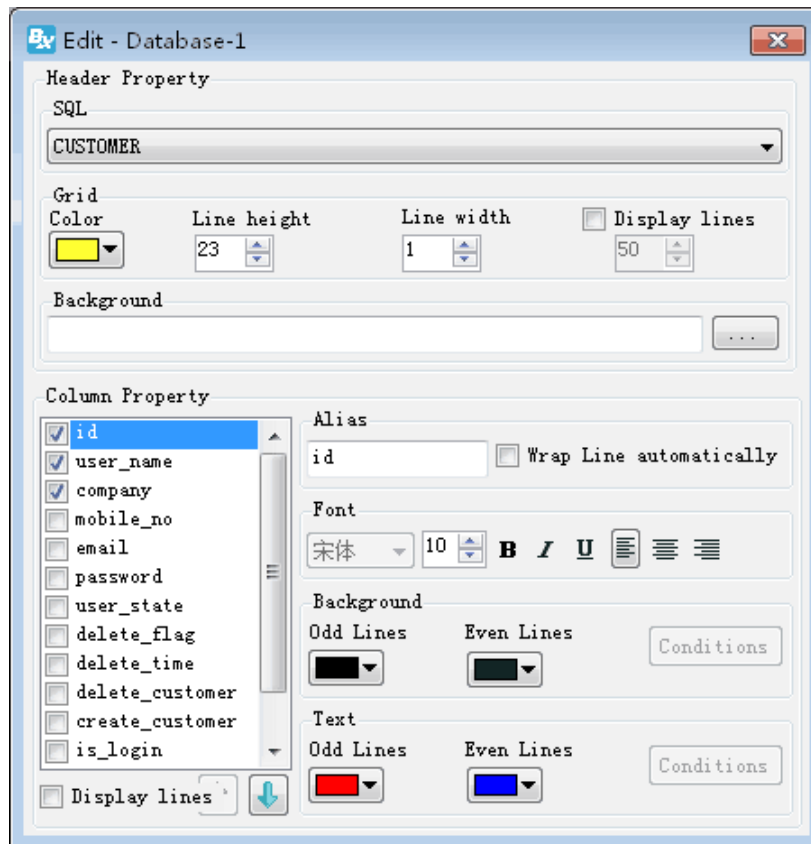 Bx Edit - Database-1
Header Property
SQL
CUSTOMER
Grid
Color Line height Line width Display lines
23 1 50
Background
...
Column Property
id
user_name
company
mobile_no
email
password
user_state
delete_flag
delete_time
delete_customer
create_customer
is_login
Display lines
Alias
id Wrap Line automatically
Font
宋体 10 B I U
Background
Odd Lines Even Lines
Conditions
Text
Odd Lines Even Lines
Conditions